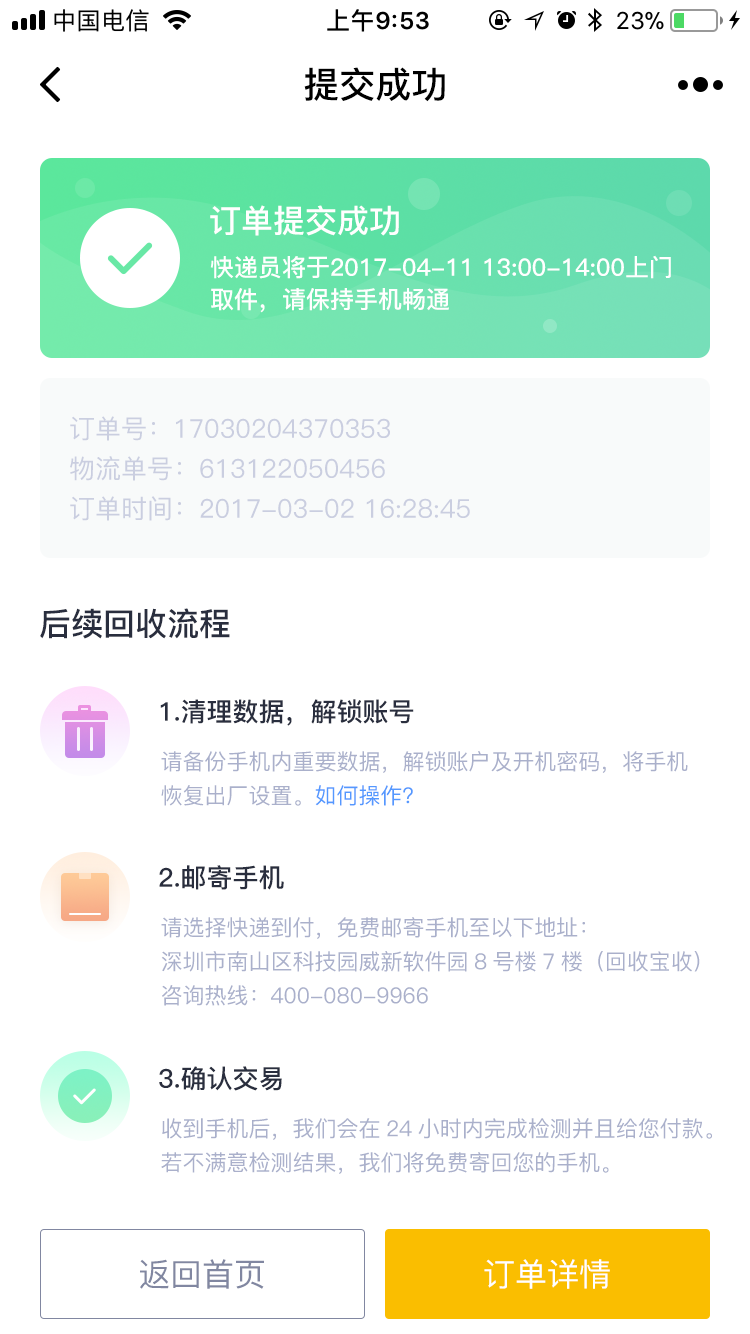 中国电信 上午9:53 23%
提交成功
订单提交成功
快递员将于2017-04-11 13:00-14:00上门
取件，请保持手机畅通
订单号：17030204370353
物流单号：613122050456
订单时间：2017-03-02 16:28:45
后续回收流程
1.清理数据，解锁账号
请备份手机内重要数据，解锁账户及开机密码，将手机
恢复出厂设置。如何操作?
2.邮寄手机
请选择快递到付，免费邮寄手机至以下地址：
深圳市南山区科技园威新软件园 8 号楼 7 楼（回收宝收）
咨询热线：400-080-9966
3.确认交易
收到手机后，我们会在 24 小时内完成检测并且给您付款。
若不满意检测结果，我们将免费寄回您的手机。
返回首页 订单详情